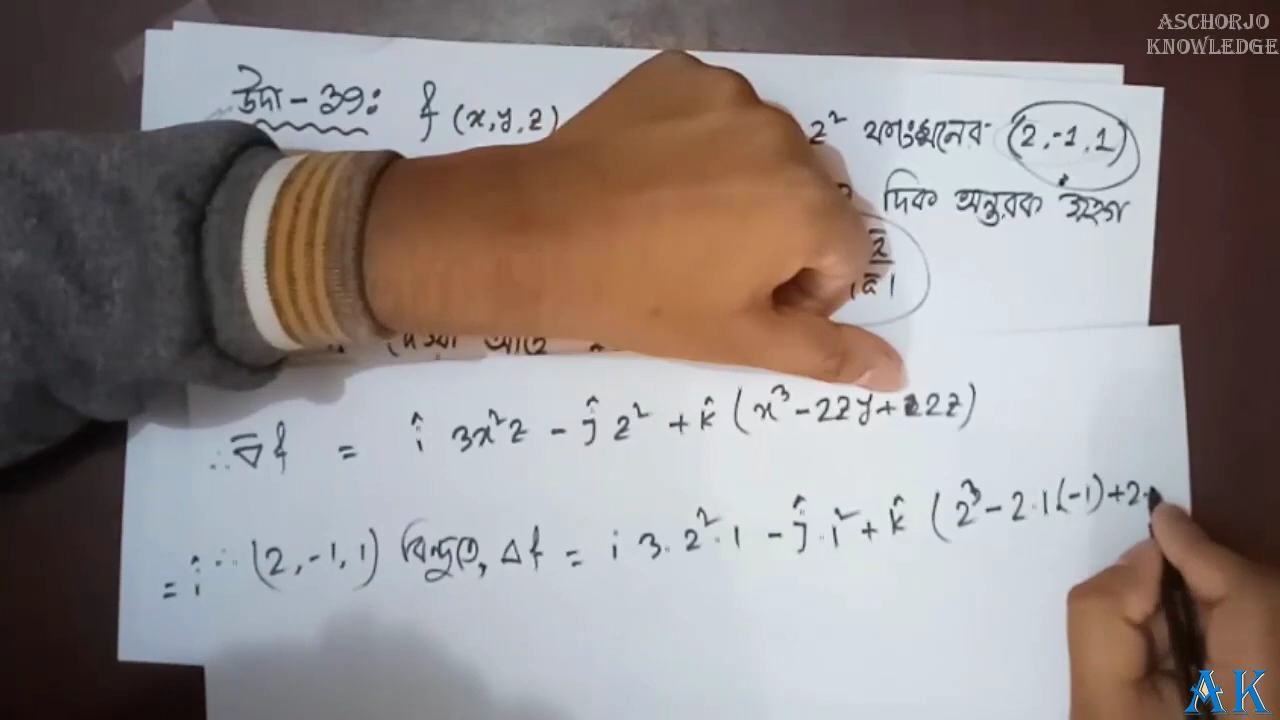 ASCHORJO
KNOWLEDGE
উদা - 39: f (x, y, z) z² ফাংশনের (2, -1, 1)
দিক অন্তরক
∴ ∇f = î 3x²z - ĵ z² + k̂ (x³ - 2zy + 2z)
= î ∴ (2, -1, 1) বিন্দুতে, ∇f = i 3.2².1 - ĵ.1² + k̂ (2³ - 2.1(-1) + 2.
AK